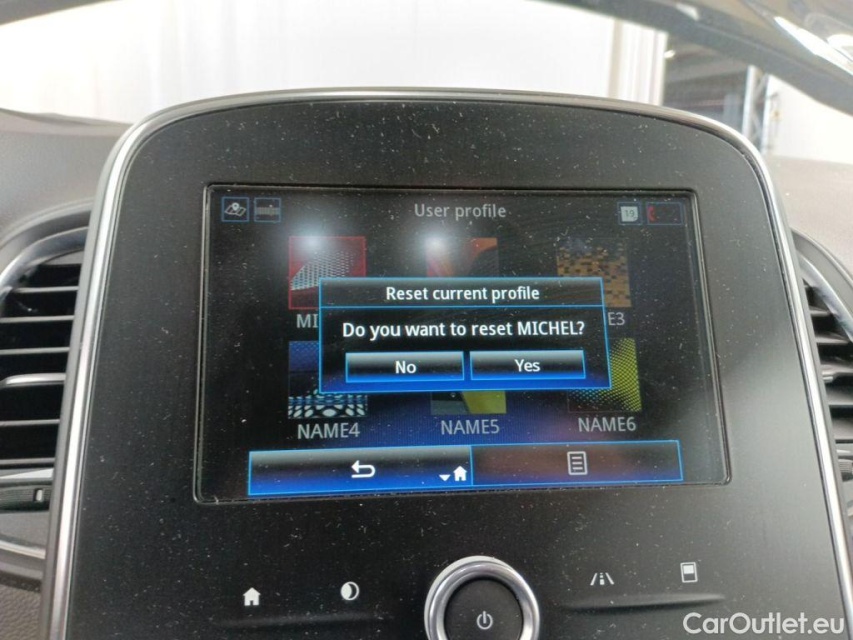 User profile
Reset current profile
Do you want to reset MICHEL?
No
Yes
NAME4
NAME5
NAME6
CarOutlet.eu